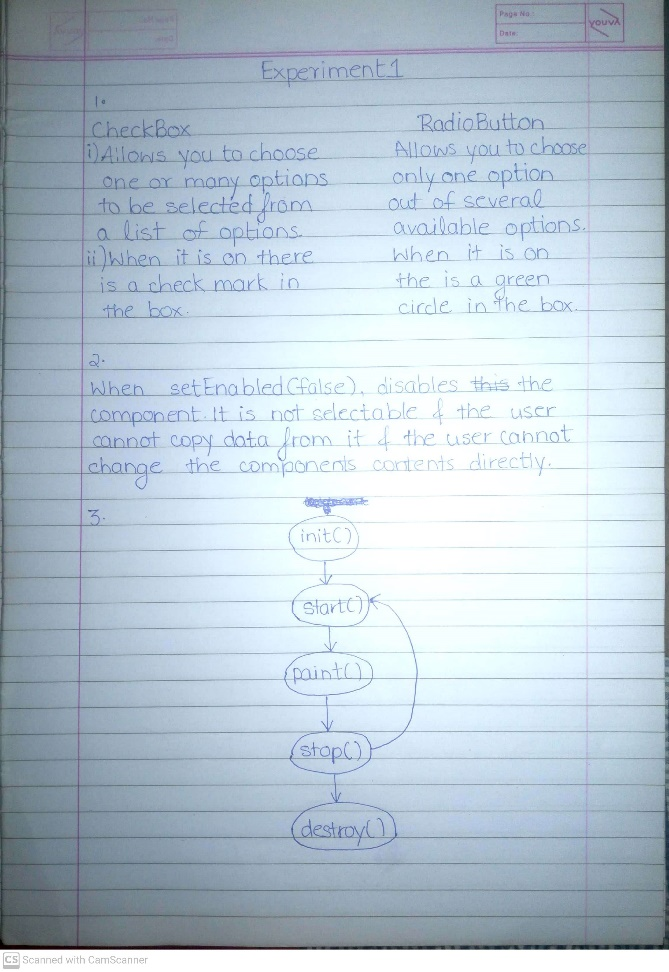 Page No.:
Date:
YOUVA
Experiment 1
1.
CheckBox
i) Allows you to choose
one or many options
to be selected from
a list of options
ii) When it is on there
is a check mark in
the box.
RadioButton
Allows you to choose
only one option
out of several
available options.
When it is on
the is a green
circle in the box.
2.
When setEnabled(false), disables this the
component. It is not selectable & the user
cannot copy data from it & the user cannot
change the components contents directly.
3.
init()
start()
paint()
stop()
destroy()
CS Scanned with CamScanner